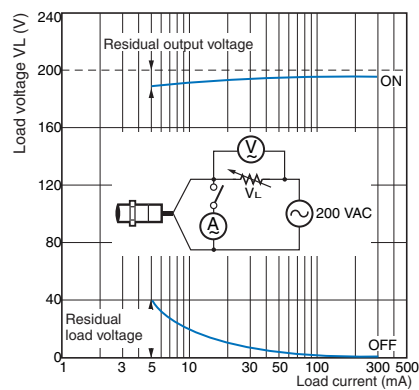 Load voltage VL (V)
240
(V)
Residual output voltage
200
ON
160
V
120
VL
A
200 VAC
80
40
Residual
load voltage
OFF
0
1 3 5 10 30 50 100 300 500
Load current (mA)